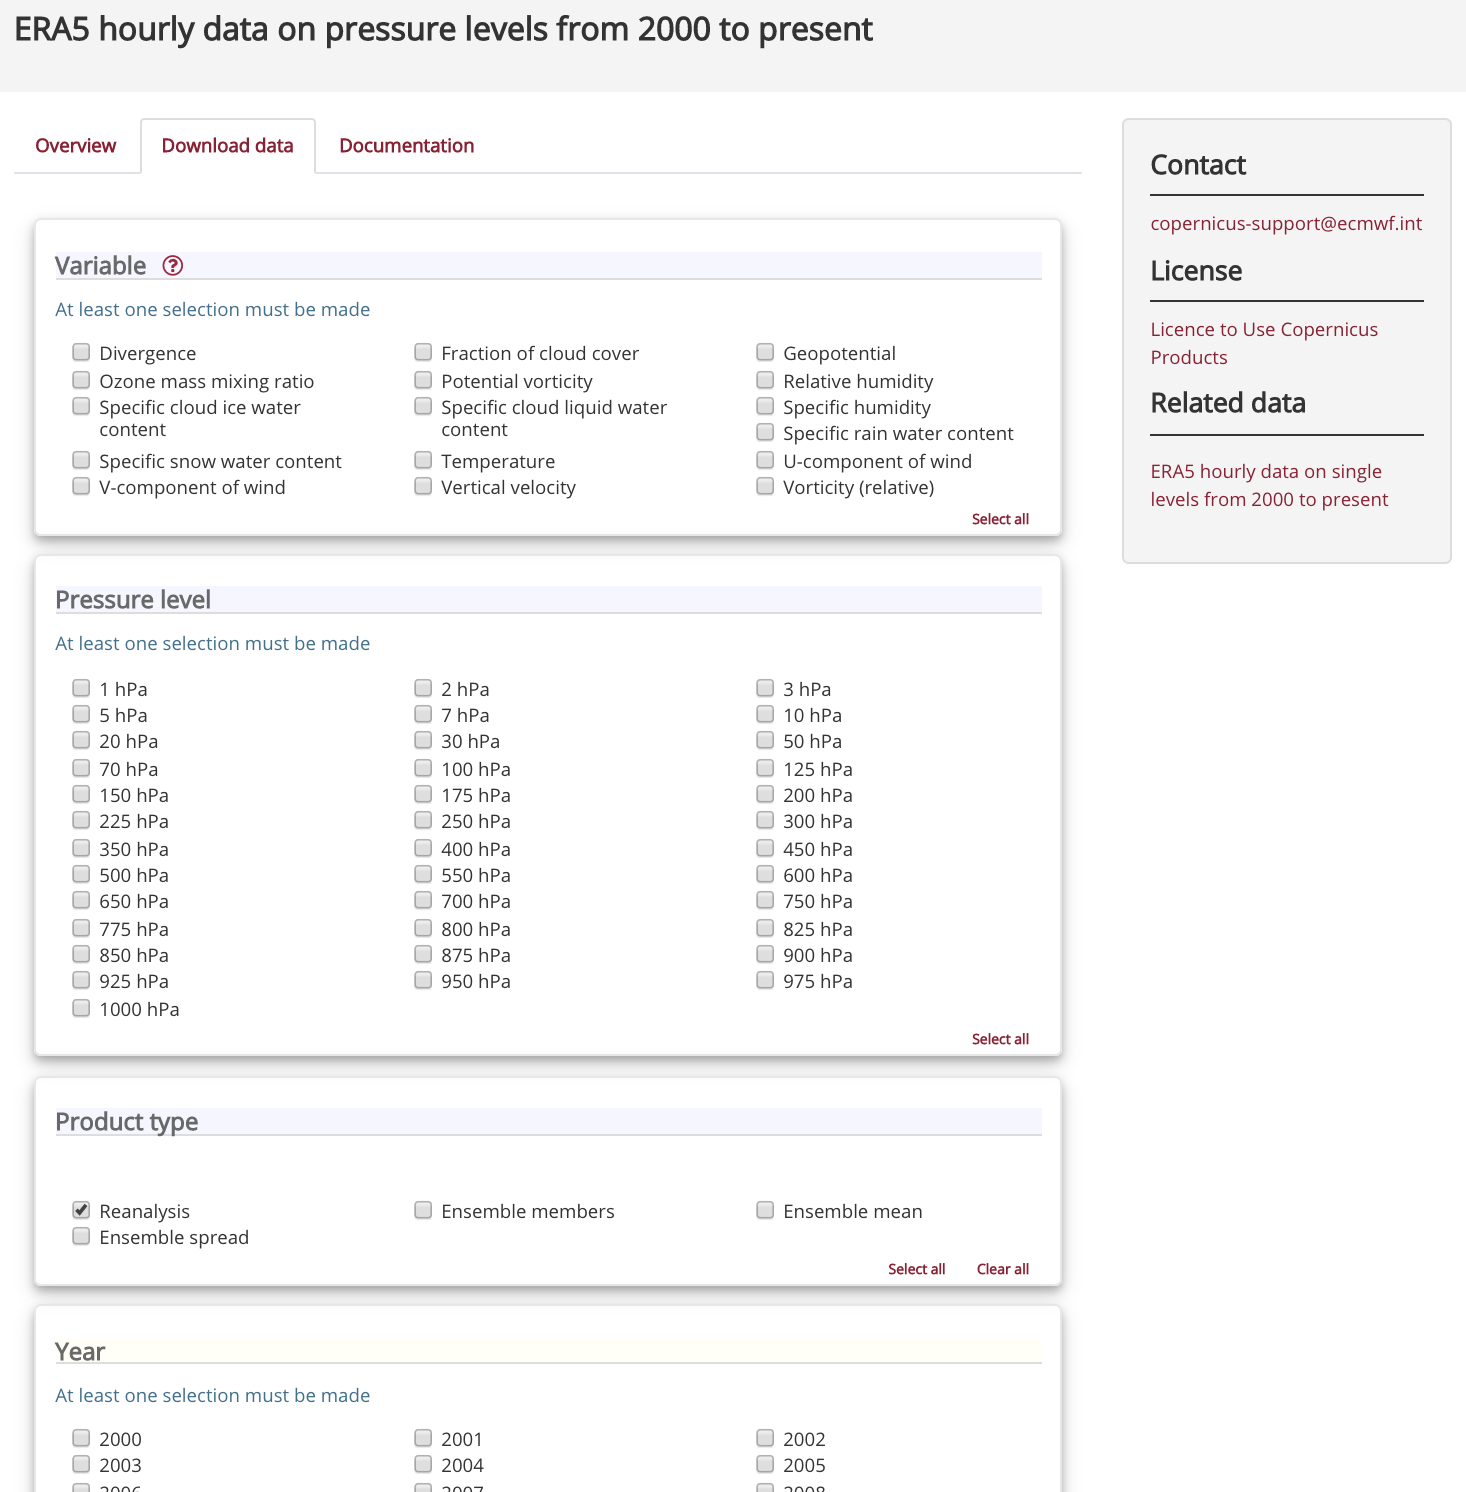 ERA5 hourly data on pressure levels from 2000 to present
Overview
Download data
Documentation
Variable
At least one selection must be made
Divergence
Fraction of cloud cover
Geopotential
Ozone mass mixing ratio
Potential vorticity
Relative humidity
Specific cloud ice water
content
Specific cloud liquid water
content
Specific humidity
Specific rain water content
Specific snow water content
Temperature
U-component of wind
V-component of wind
Vertical velocity
Vorticity (relative)
Select all
Pressure level
At least one selection must be made
1 hPa
2 hPa
3 hPa
5 hPa
7 hPa
10 hPa
20 hPa
30 hPa
50 hPa
70 hPa
100 hPa
125 hPa
150 hPa
175 hPa
200 hPa
225 hPa
250 hPa
300 hPa
350 hPa
400 hPa
450 hPa
500 hPa
550 hPa
600 hPa
650 hPa
700 hPa
750 hPa
775 hPa
800 hPa
825 hPa
850 hPa
875 hPa
900 hPa
925 hPa
950 hPa
975 hPa
1000 hPa
Select all
Product type
Reanalysis
Ensemble members
Ensemble mean
Ensemble spread
Select all
Clear all
Year
At least one selection must be made
2000
2001
2002
2003
2004
2005
2006
2007
2008
Contact
copernicus-support@ecmwf.int
License
Licence to Use Copernicus
Products
Related data
ERA5 hourly data on single
levels from 2000 to present